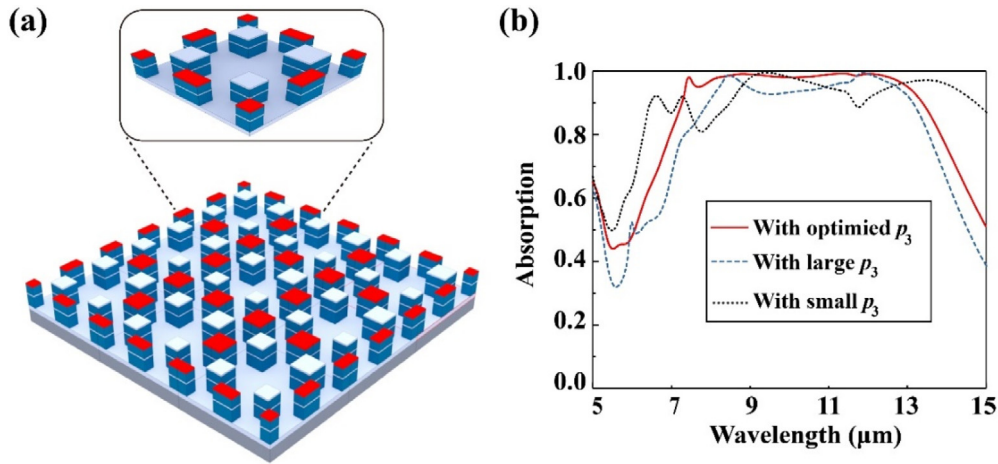 (a)
(b)
1.0
0.8
0.6
0.4
0.2
0.0
Absorption
With optimied p3
With large p3
With small p3
5 7 9 11 13 15
Wavelength (μm)